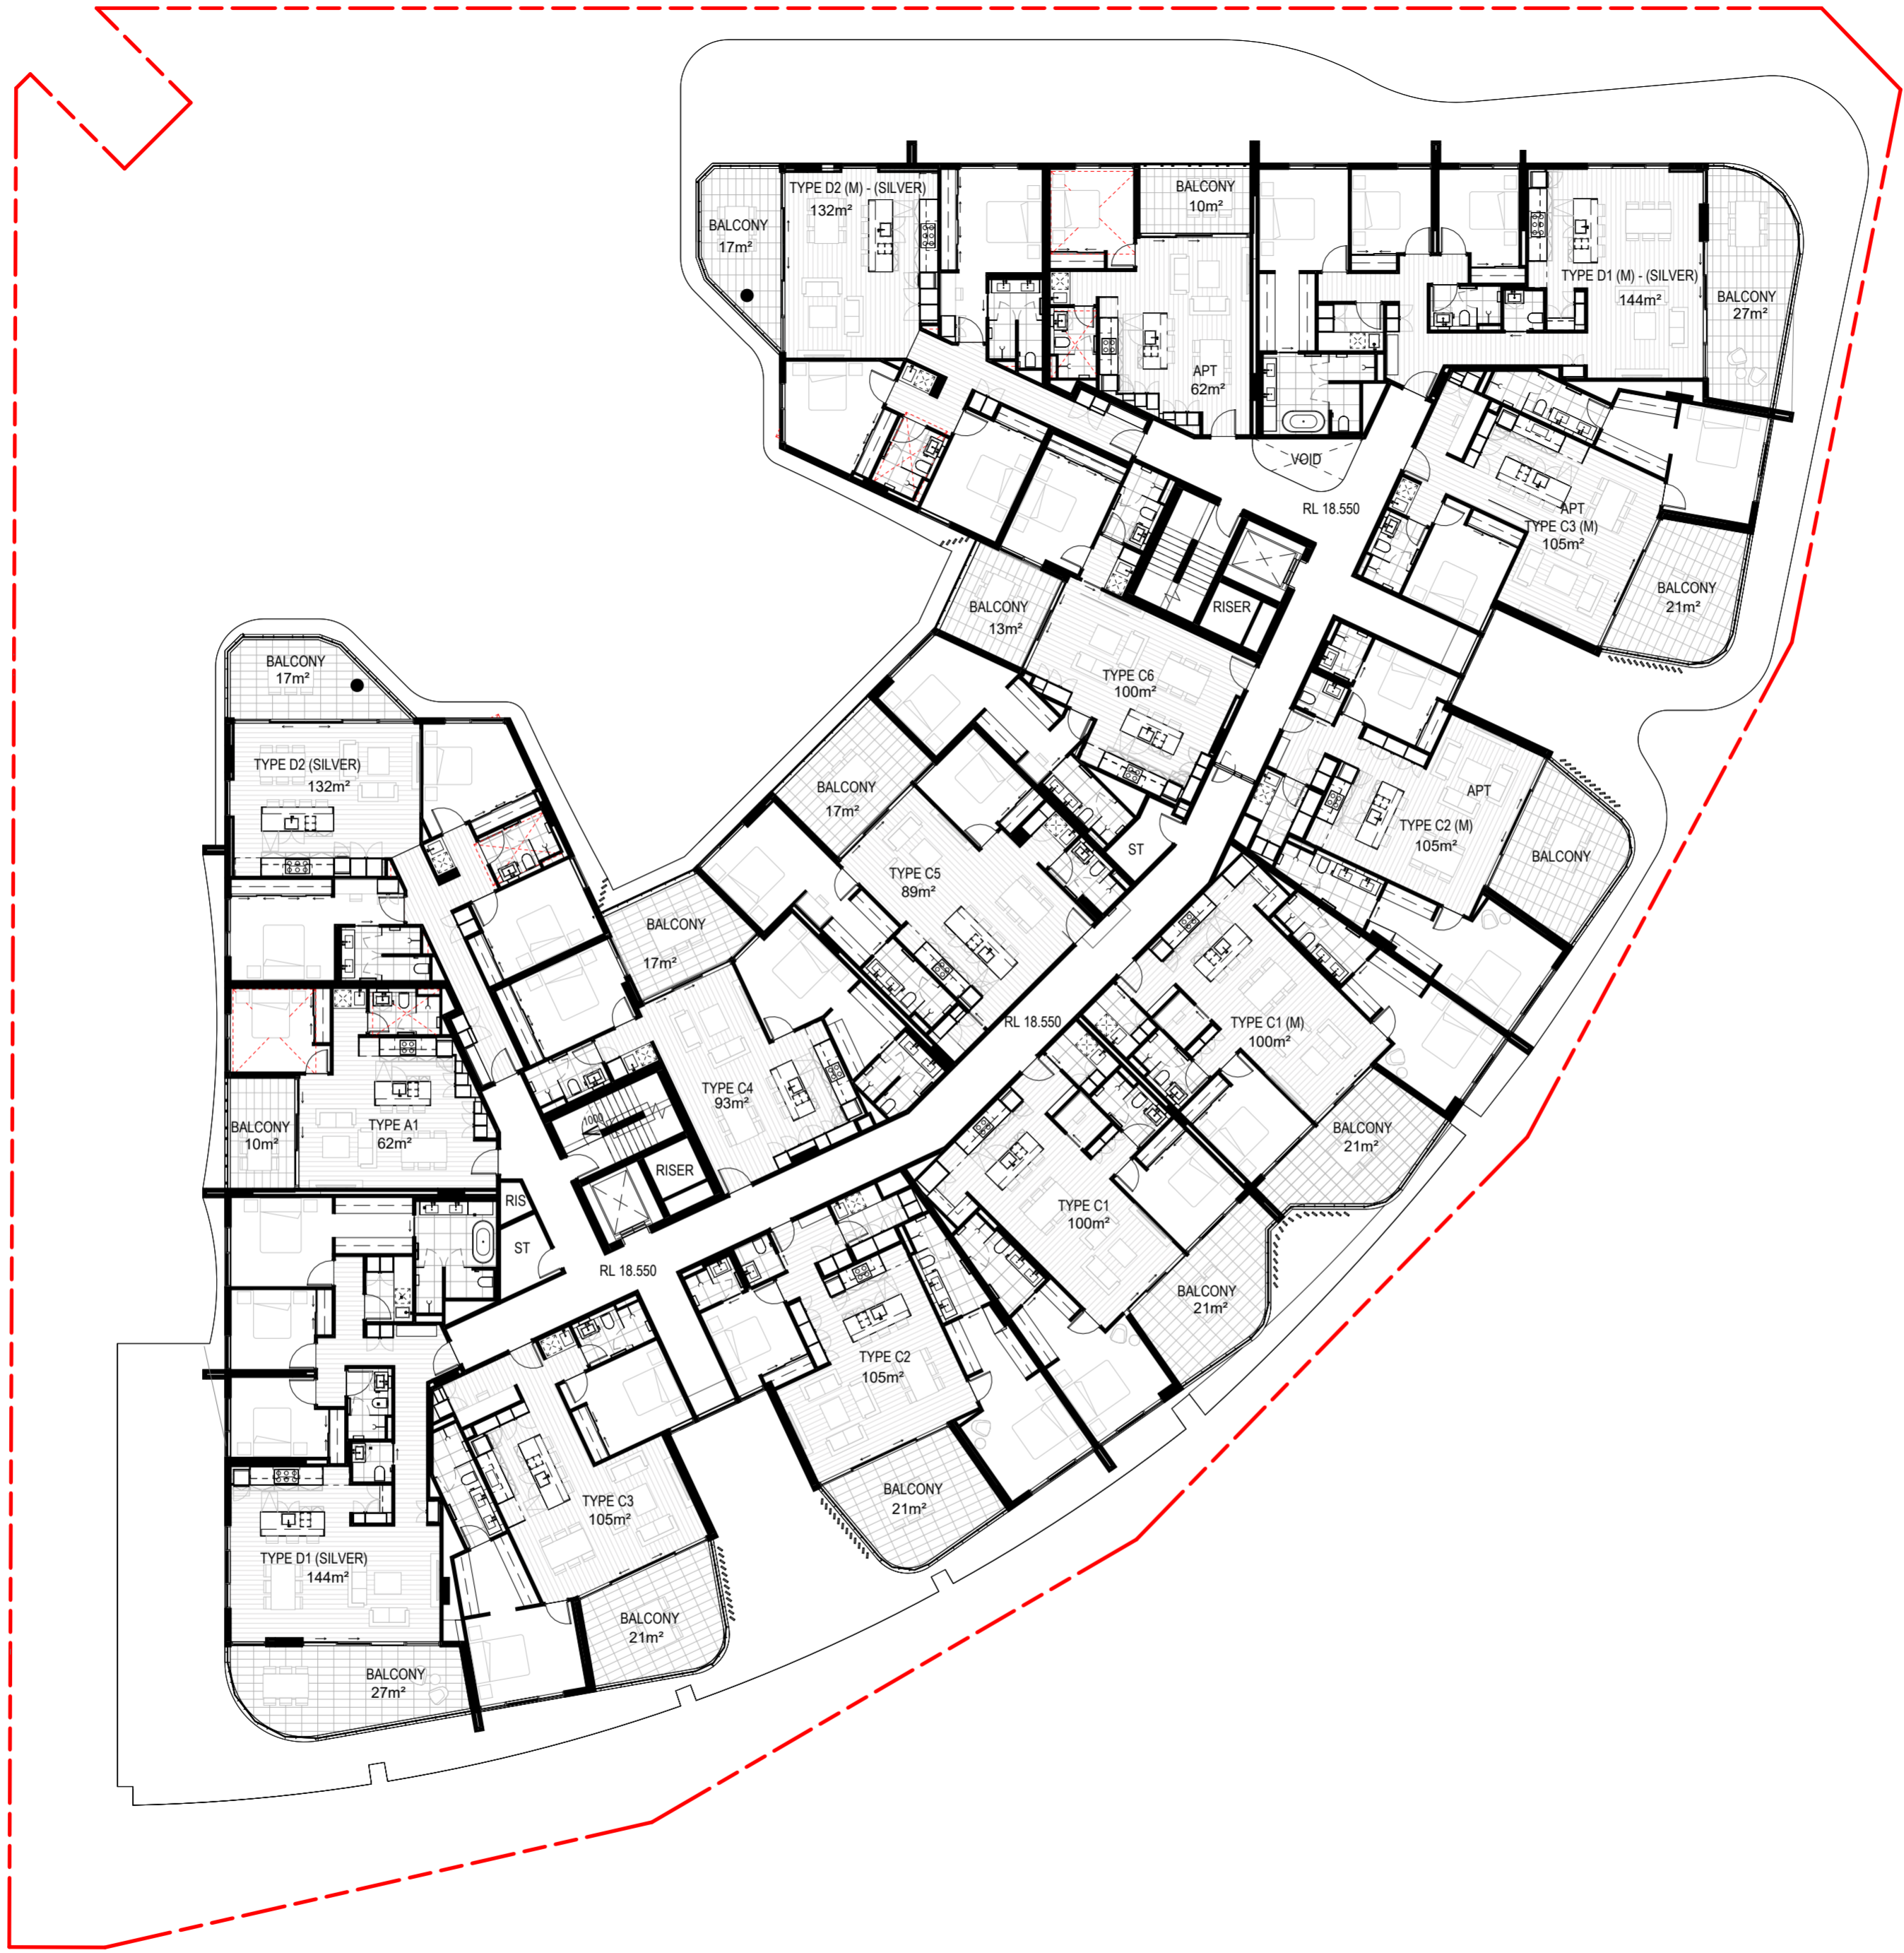 TYPE D2 (M) - (SILVER)
132m²
BALCONY
17m²
BALCONY
10m²
APT
62m²
TYPE D1 (M) - (SILVER)
144m²
BALCONY
27m²
VOID
RL 18.550
APT
TYPE C3 (M)
105m²
BALCONY
21m²
RISER
BALCONY
13m²
TYPE C6
100m²
BALCONY
17m²
TYPE D2 (SILVER)
132m²
BALCONY
17m²
TYPE C5
89m²
ST
APT
TYPE C2 (M)
105m²
BALCONY
BALCONY
17m²
RL 18.550
TYPE C1 (M)
100m²
BALCONY
21m²
TYPE C4
93m²
1000
RISER
BALCONY
10m²
TYPE A1
62m²
RIS
ST
RL 18.550
TYPE C1
100m²
BALCONY
21m²
TYPE C2
105m²
BALCONY
21m²
TYPE C3
105m²
BALCONY
21m²
TYPE D1 (SILVER)
144m²
BALCONY
27m²